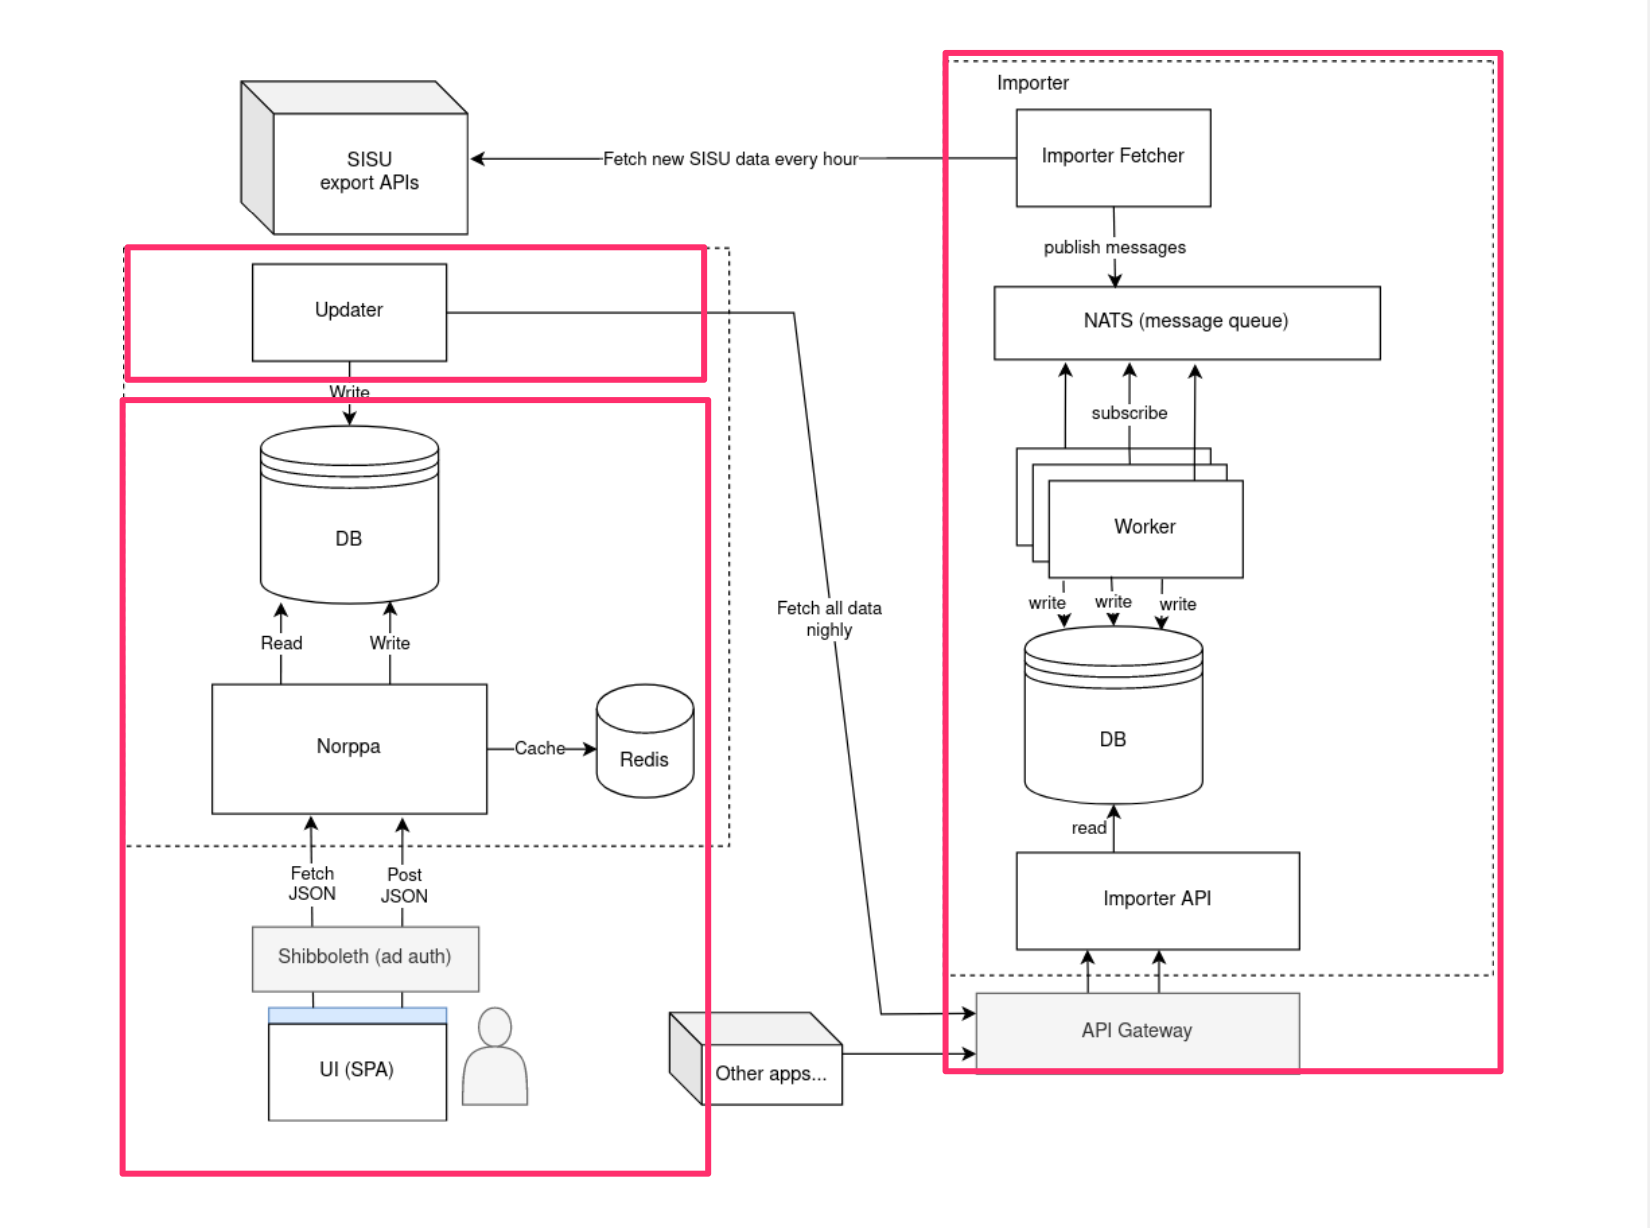 Importer
SISU
export APIs
Fetch new SISU data every hour
Importer Fetcher
publish messages
Updater
NATS (message queue)
Write
subscribe
DB
Worker
write
write
write
Fetch all data
nighly
Read
Write
Norppa
Cache
Redis
DB
read
Fetch
JSON
Post
JSON
Importer API
Shibboleth (ad auth)
API Gateway
UI (SPA)
Other apps...